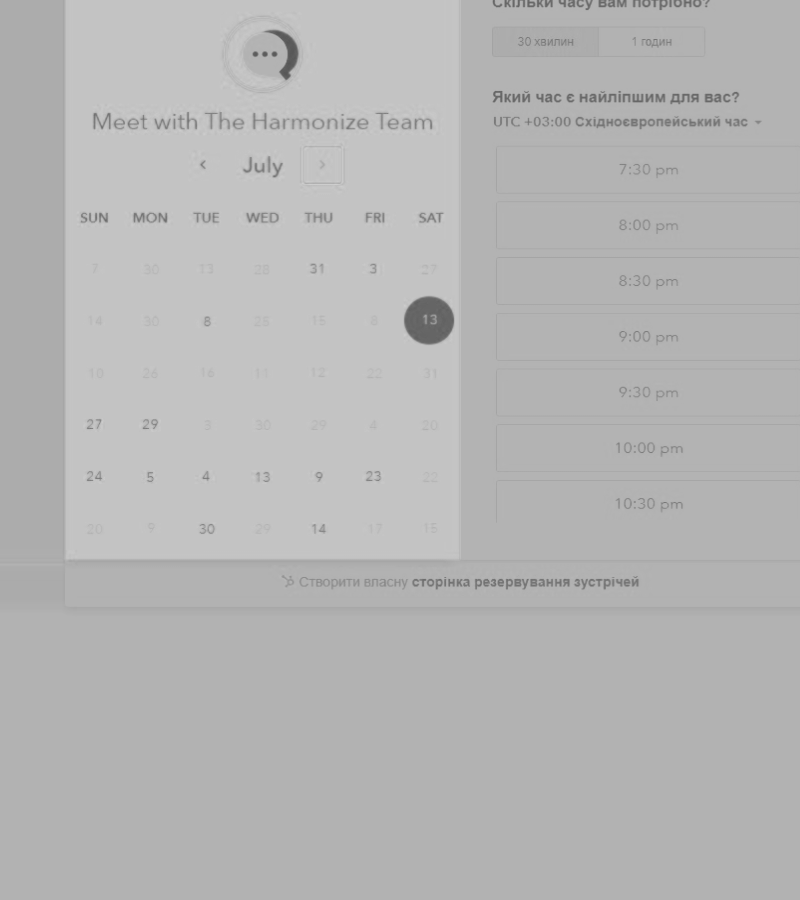 Скільки часу вам потрібно?
30 хвилин 1 годин
Meet with The Harmonize Team
July
SUN MON TUE WED THU FRI SAT
7 30 13 28 31 3 27
14 30 8 25 15 8 13
10 26 16 11 12 22 31
27 29 3 30 29 4 20
24 5 4 13 9 23 22
20 9 30 29 14 17 15
Який час є найліпшим для вас?
UTC +03:00 Східноєвропейський час
7:30 pm
8:00 pm
8:30 pm
9:00 pm
9:30 pm
10:00 pm
10:30 pm
Створити власну сторінка резервування зустрічей